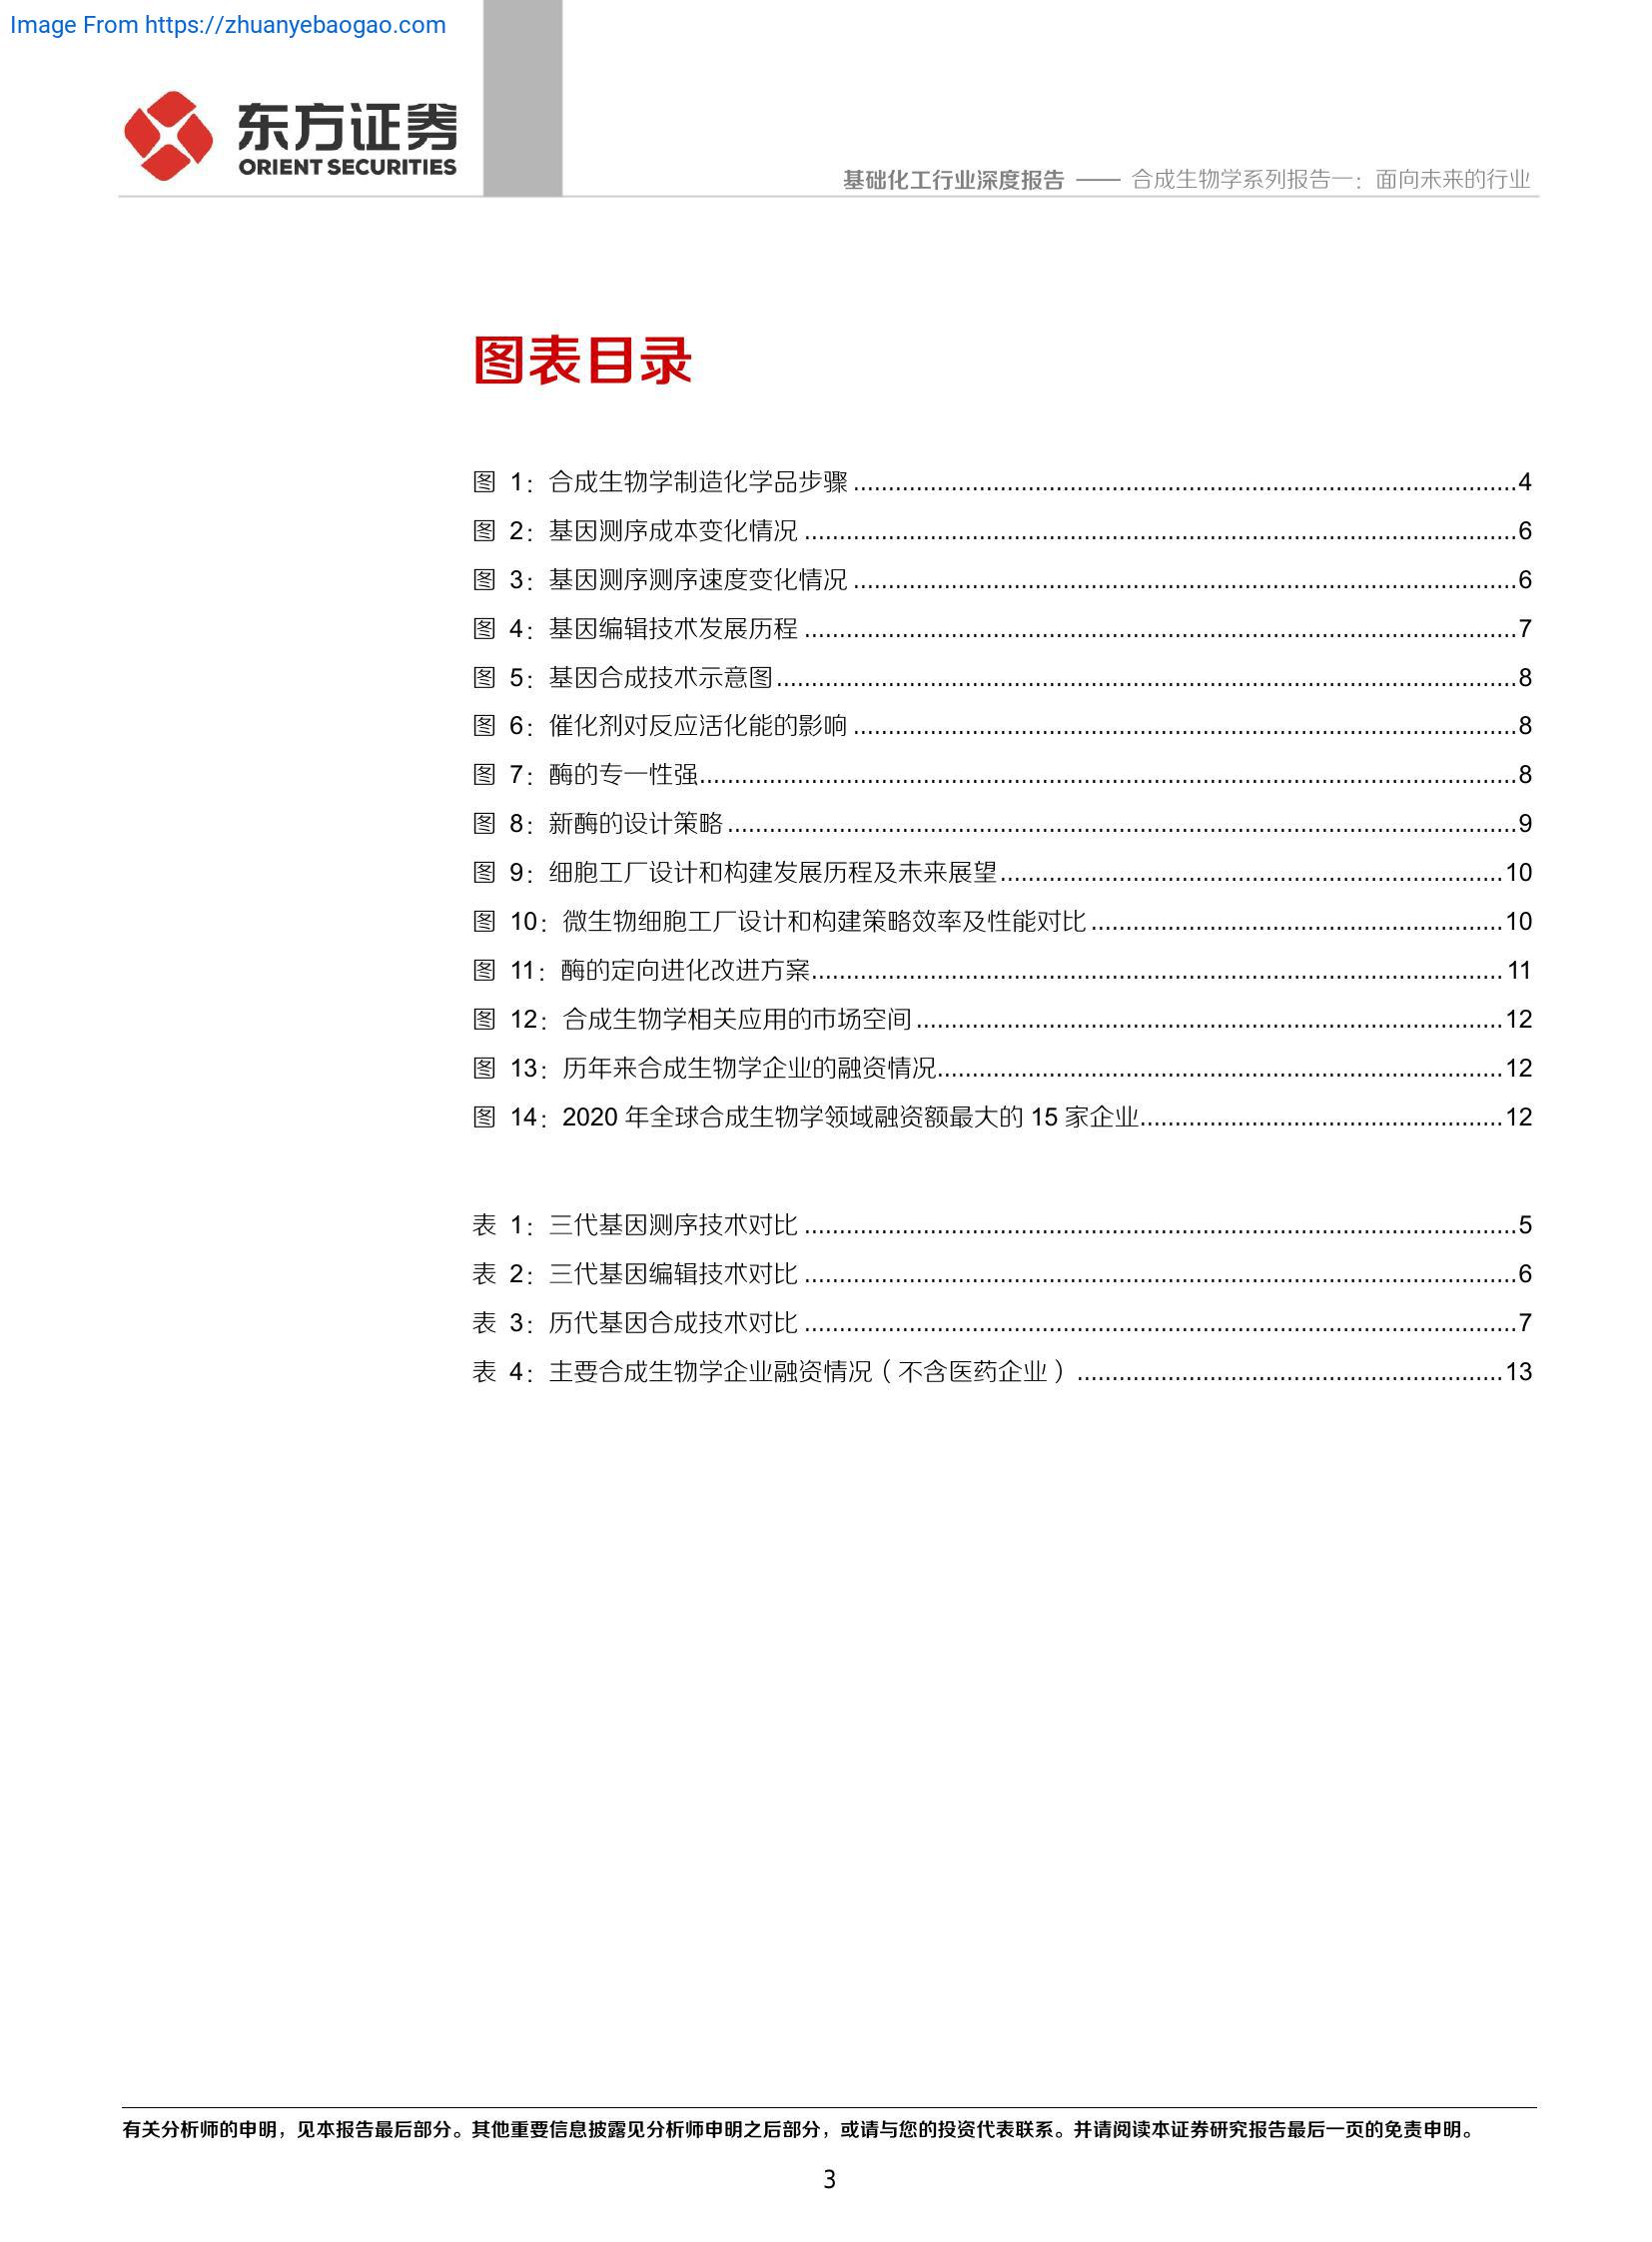 Image From https://zhuanyebaogao.com
东方证券
ORIENT SECURITIES
基础化工行业深度报告 —— 合成生物学系列报告一：面向未来的行业
图表目录
图 1：合成生物学制造化学品步骤 ................................................................................................4
图 2：基因测序成本变化情况 .......................................................................................................6
图 3：基因测序测序速度变化情况 ................................................................................................6
图 4：基因编辑技术发展历程 .......................................................................................................7
图 5：基因合成技术示意图...........................................................................................................8
图 6：催化剂对反应活化能的影响 ................................................................................................8
图 7：酶的专一性强......................................................................................................................8
图 8：新酶的设计策略 ..................................................................................................................9
图 9：细胞工厂设计和构建发展历程及未来展望.........................................................................10
图 10：微生物细胞工厂设计和构建策略效率及性能对比 ............................................................10
图 11：酶的定向进化改进方案.................................................................................................... 11
图 12：合成生物学相关应用的市场空间 .....................................................................................12
图 13：历年来合成生物学企业的融资情况..................................................................................12
图 14：2020 年全球合成生物学领域融资额最大的 15 家企业.....................................................12
表 1：三代基因测序技术对比 .......................................................................................................5
表 2：三代基因编辑技术对比 .......................................................................................................6
表 3：历代基因合成技术对比 .......................................................................................................7
表 4：主要合成生物学企业融资情况（不含医药企业）..............................................................13
有关分析师的申明，见本报告最后部分。其他重要信息披露见分析师申明之后部分，或请与您的投资代表联系。并请阅读本证券研究报告最后一页的免责申明。
3